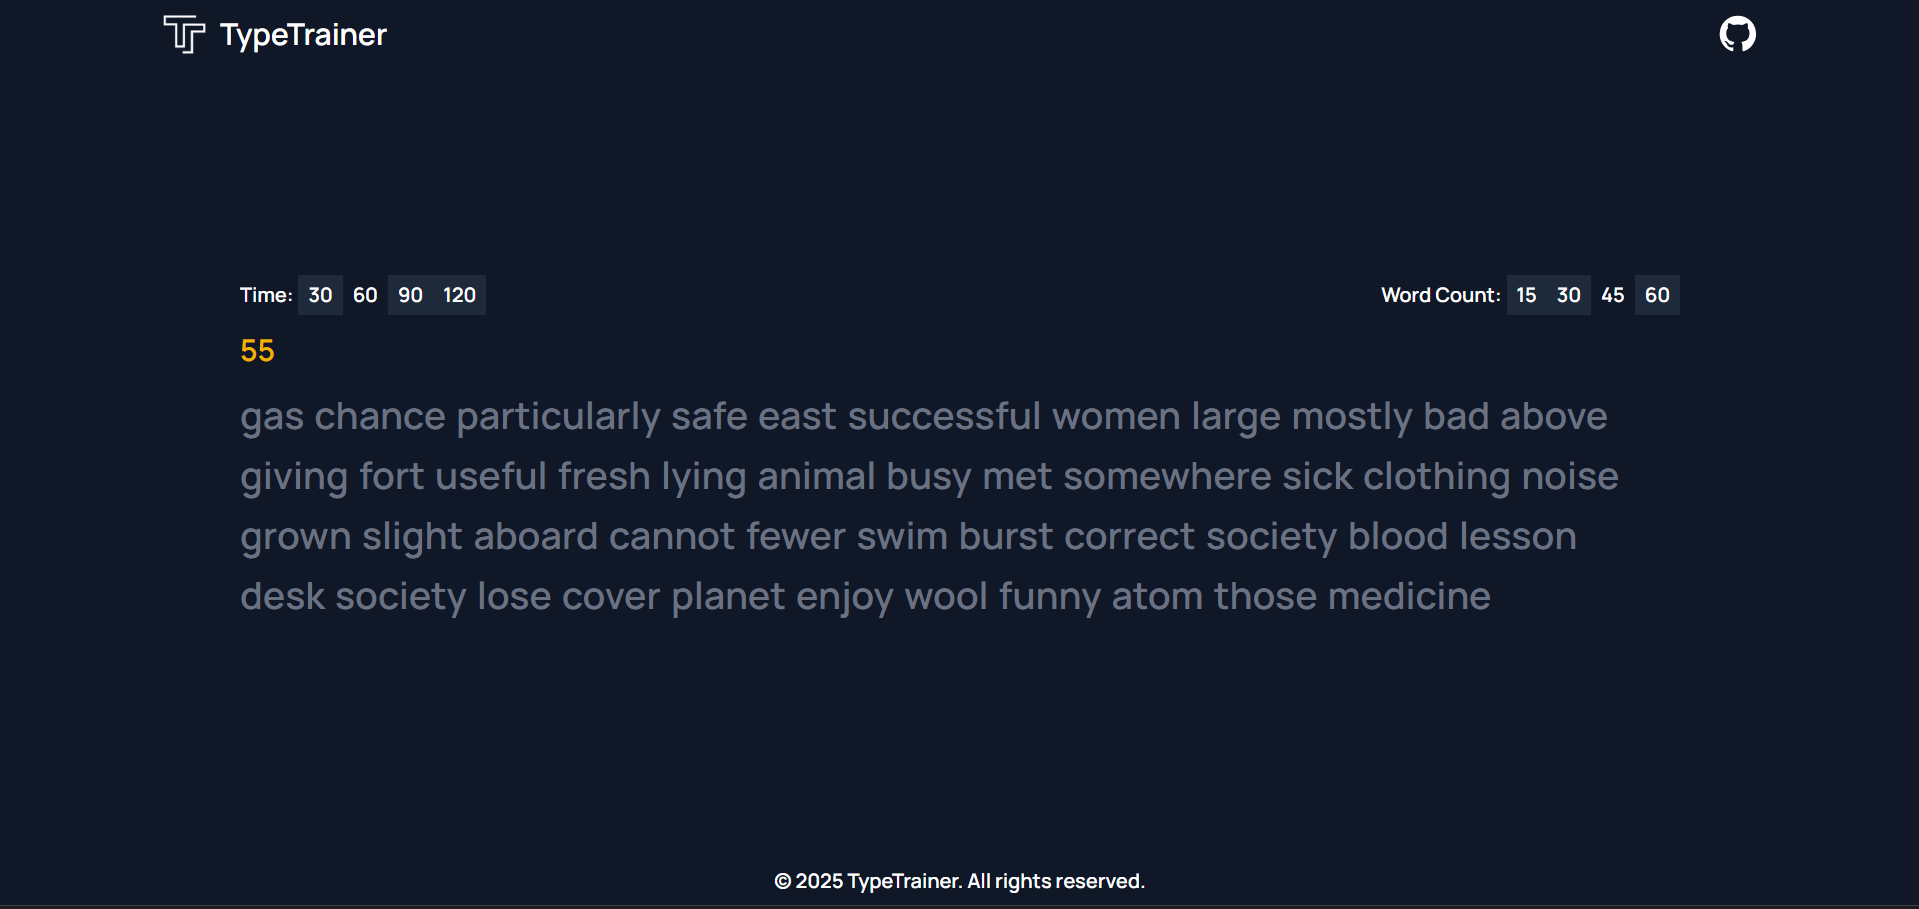 TypeTrainer
Time: 30 60 90 120 Word Count: 15 30 45 60
55
gas chance particularly safe east successful women large mostly bad above
giving fort useful fresh lying animal busy met somewhere sick clothing noise
grown slight aboard cannot fewer swim burst correct society blood lesson
desk society lose cover planet enjoy wool funny atom those medicine
© 2025 TypeTrainer. All rights reserved.